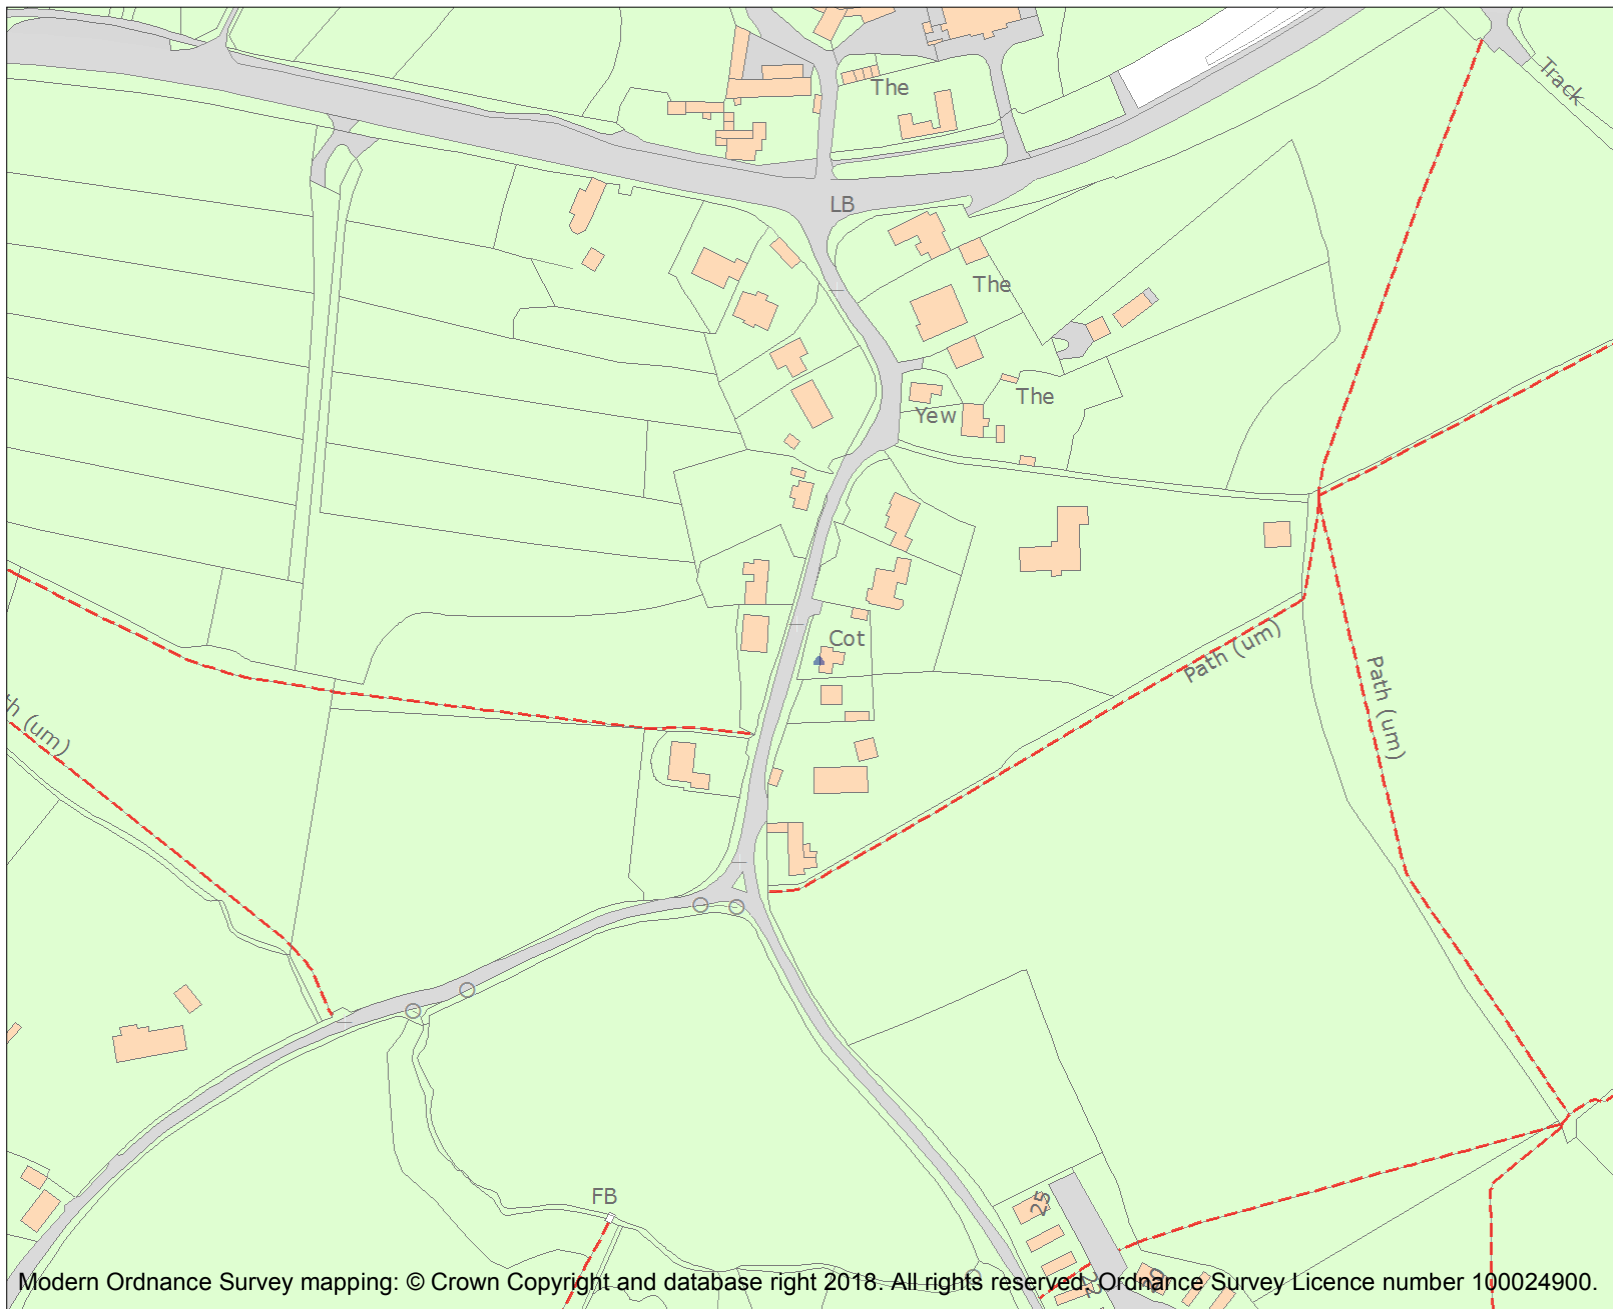 Track
The
LB
The
The
Yew
Cot
Path (um)
Path (um)
th (um)
FB
25
Modern Ordnance Survey mapping: © Crown Copyright and database right 2018. All rights reserved. Ordnance Survey Licence number 100024900.